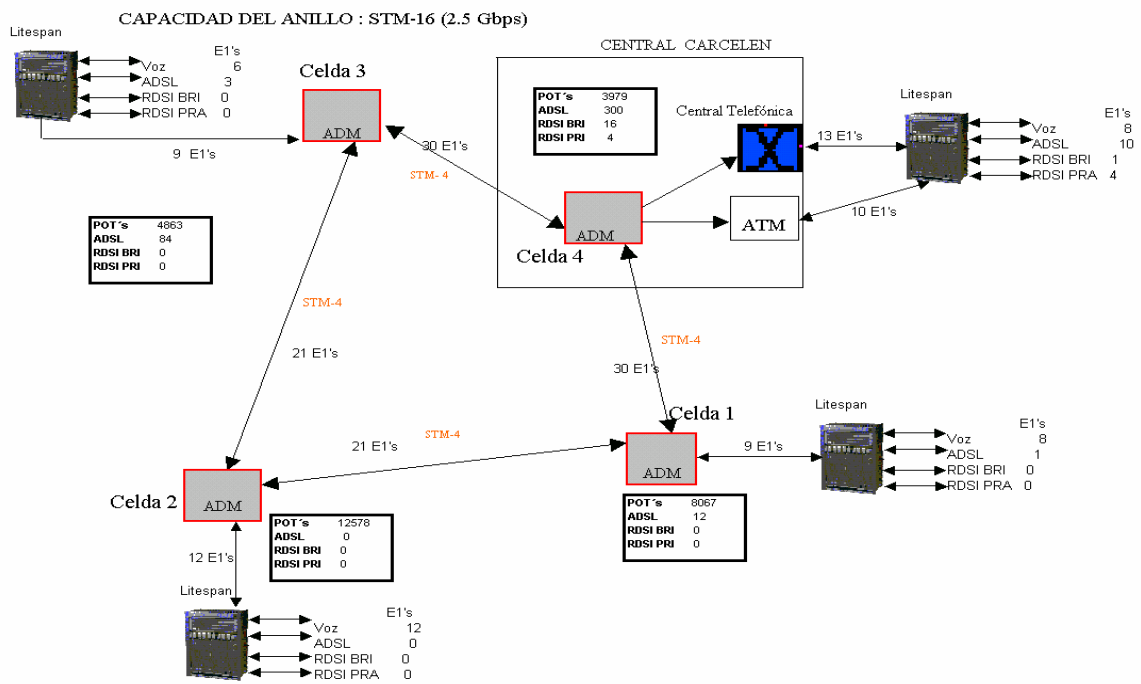 CAPACIDAD DEL ANILLO : STM-16 (2.5 Gbps)
Litespan
E1's
Voz 6
ADSL 3
RDSI BRI 0
RDSI PRA 0
9 E1's
Celda 3
ADM
30 E1's
STM- 4
CENTRAL CARCELEN
POT´s 3979
ADSL 300
RDSI BRI 16
RDSI PRI 4
Central Telefónica
X
13 E1's
Litespan
E1's
Voz 8
ADSL 10
RDSI BRI 1
RDSI PRA 4
10 E1's
ATM
ADM
Celda 4
POT´s 4863
ADSL 84
RDSI BRI 0
RDSI PRI 0
STM-4
21 E1's
STM-4
30 E1's
Celda 1
ADM
9 E1's
Litespan
E1's
Voz 8
ADSL 1
RDSI BRI 0
RDSI PRA 0
STM-4
21 E1's
POT´s 8067
ADSL 12
RDSI BRI 0
RDSI PRI 0
Celda 2
ADM
POT´s 12578
ADSL 0
RDSI BRI 0
RDSI PRI 0
12 E1's
Litespan
E1's
Voz 12
ADSL 0
RDSI BRI 0
RDSI PRA 0